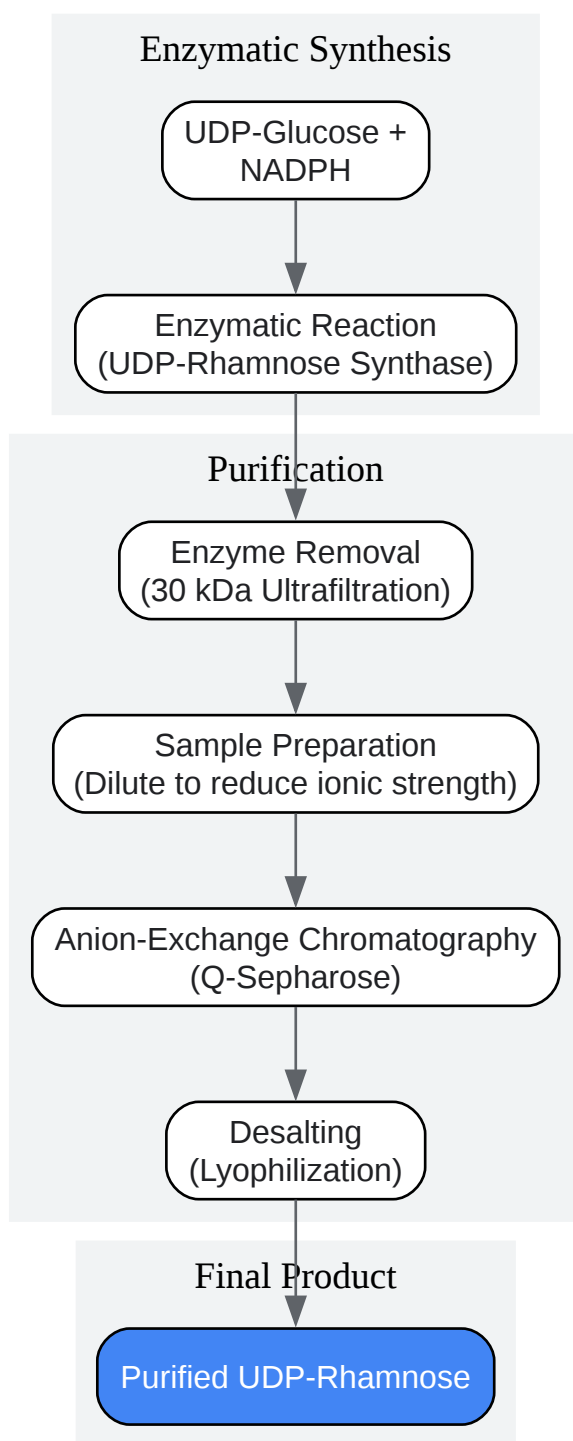 Enzymatic Synthesis
UDP-Glucose +
NADPH
Enzymatic Reaction
(UDP-Rhamnose Synthase)
Purification
Enzyme Removal
(30 kDa Ultrafiltration)
Sample Preparation
(Dilute to reduce ionic strength)
Anion-Exchange Chromatography
(Q-Sepharose)
Desalting
(Lyophilization)
Final Product
Purified UDP-Rhamnose